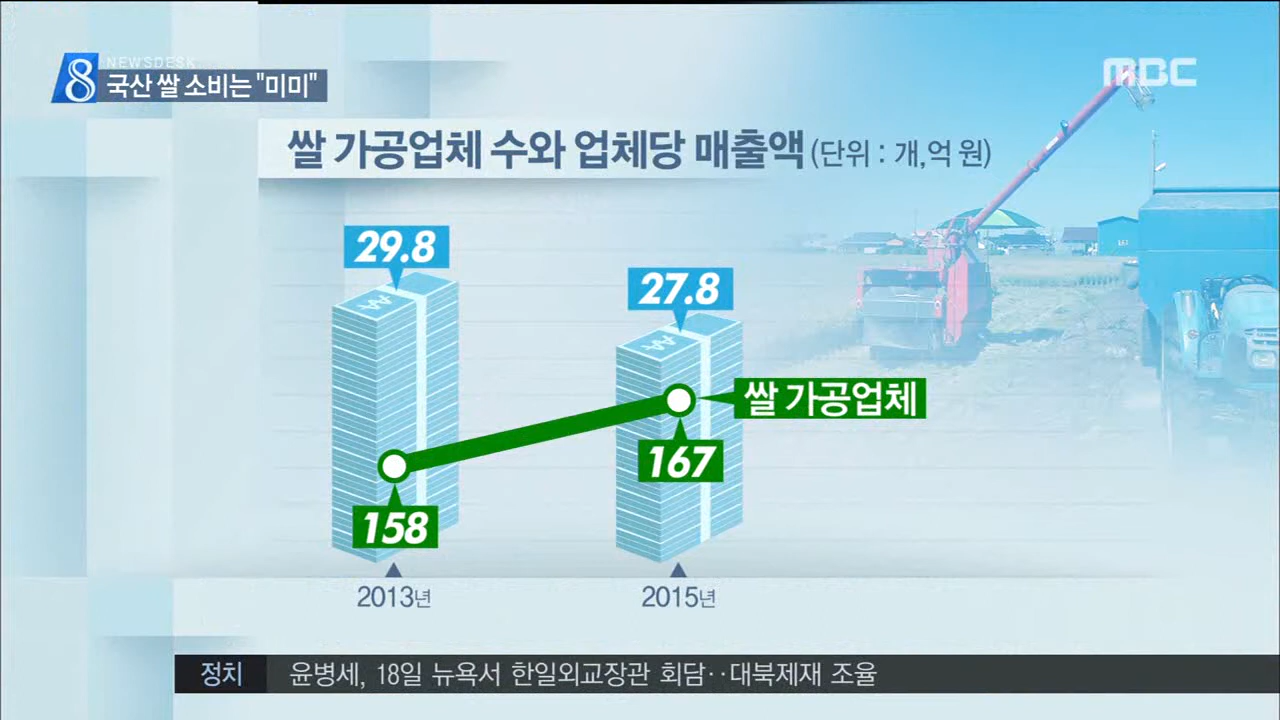 NEWSDESK
8 국산 쌀 소비는 "미미"
MBC
쌀 가공업체 수와 업체당 매출액 (단위 : 개,억 원)
29.8
27.8
쌀 가공업체
167
158
2013년
2015년
정치 윤병세, 18일 뉴욕서 한일외교장관 회담‥대북제재 조율